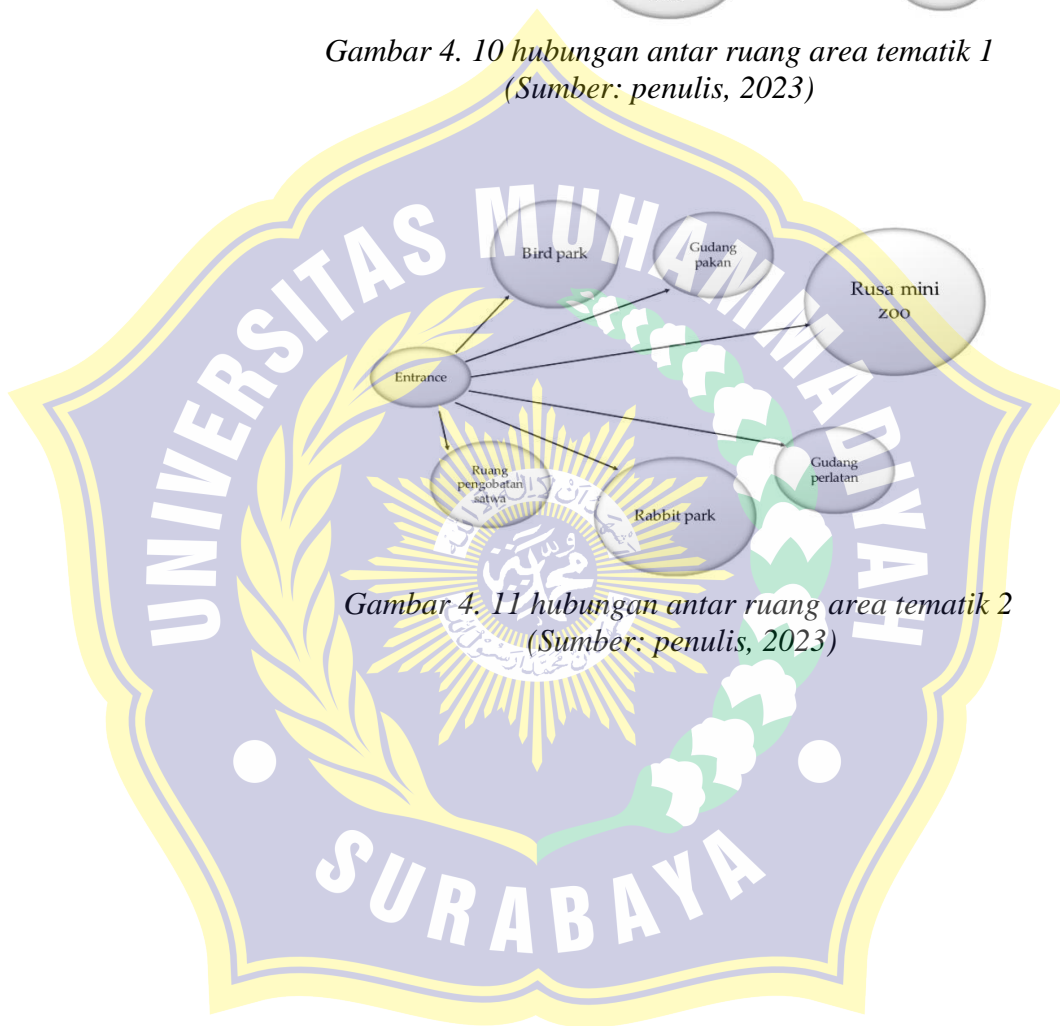 Gambar 4. 10 hubungan antar ruang area tematik 1
(Sumber: penulis, 2023)
UNIVERSITAS MUHAMMADIYAH
Bird park
Gudang
pakan
Rusa mini
zoo
Entrance
Ruang
pengobatan
satwa
Rabbit park
Gudang
perlatan
محمد
Gambar 4. 11 hubungan antar ruang area tematik 2
(Sumber: penulis, 2023)
SURABAYA